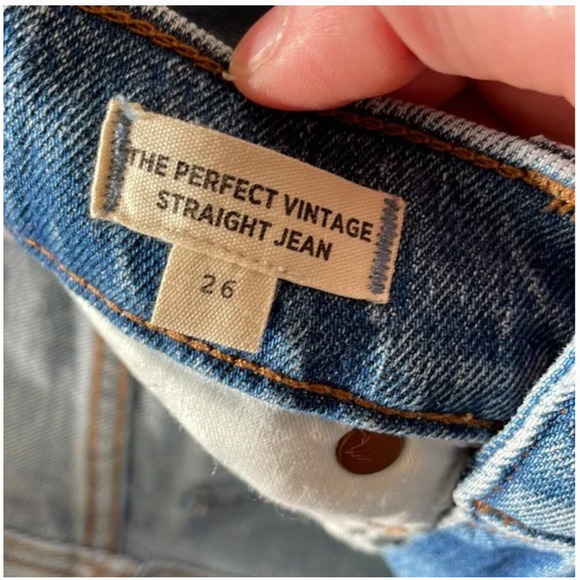 THE PERFECT VINTAGE
STRAIGHT JEAN
26